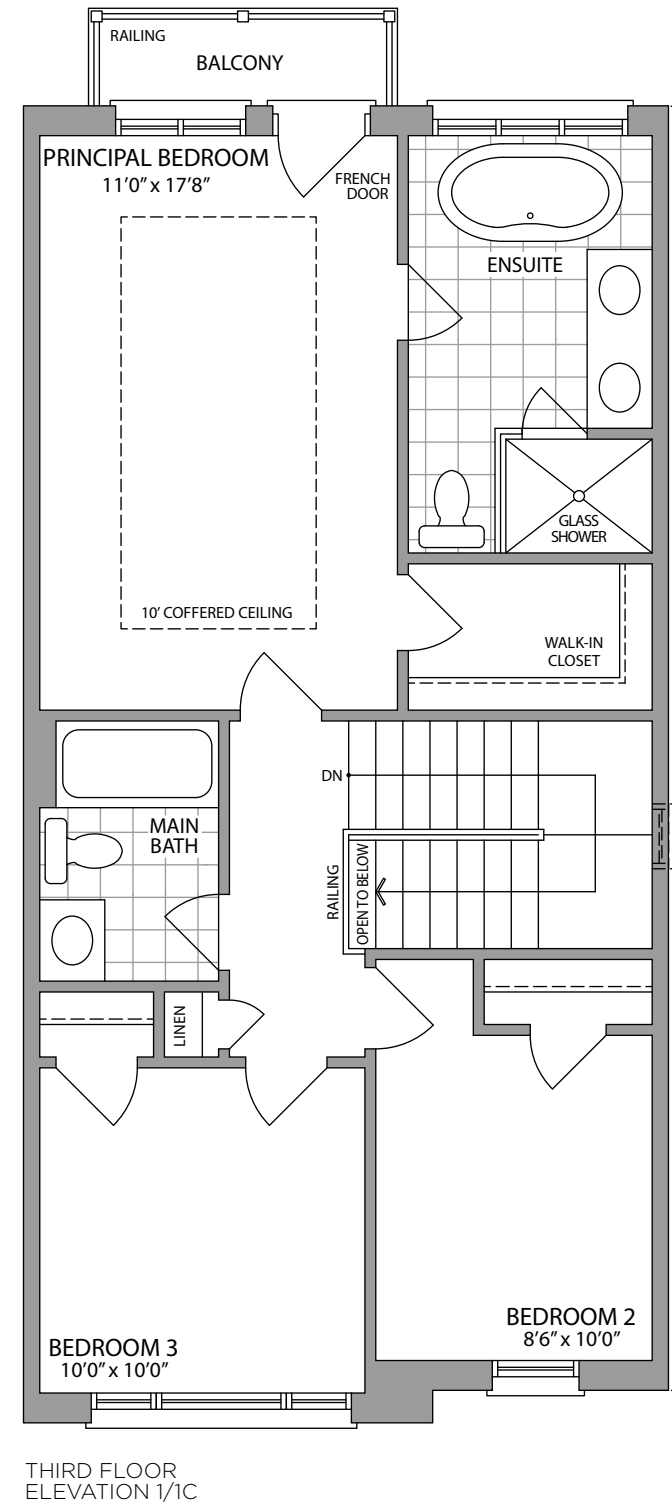 RAILING
BALCONY
PRINCIPAL BEDROOM
11'0" x 17'8"
FRENCH
DOOR
ENSUITE
GLASS
SHOWER
10' COFFERED CEILING
WALK-IN
CLOSET
DN
MAIN
BATH
RAILING
OPEN TO BELOW
LINEN
BEDROOM 2
8'6" x 10'0"
BEDROOM 3
10'0" x 10'0"
THIRD FLOOR
ELEVATION 1/1C